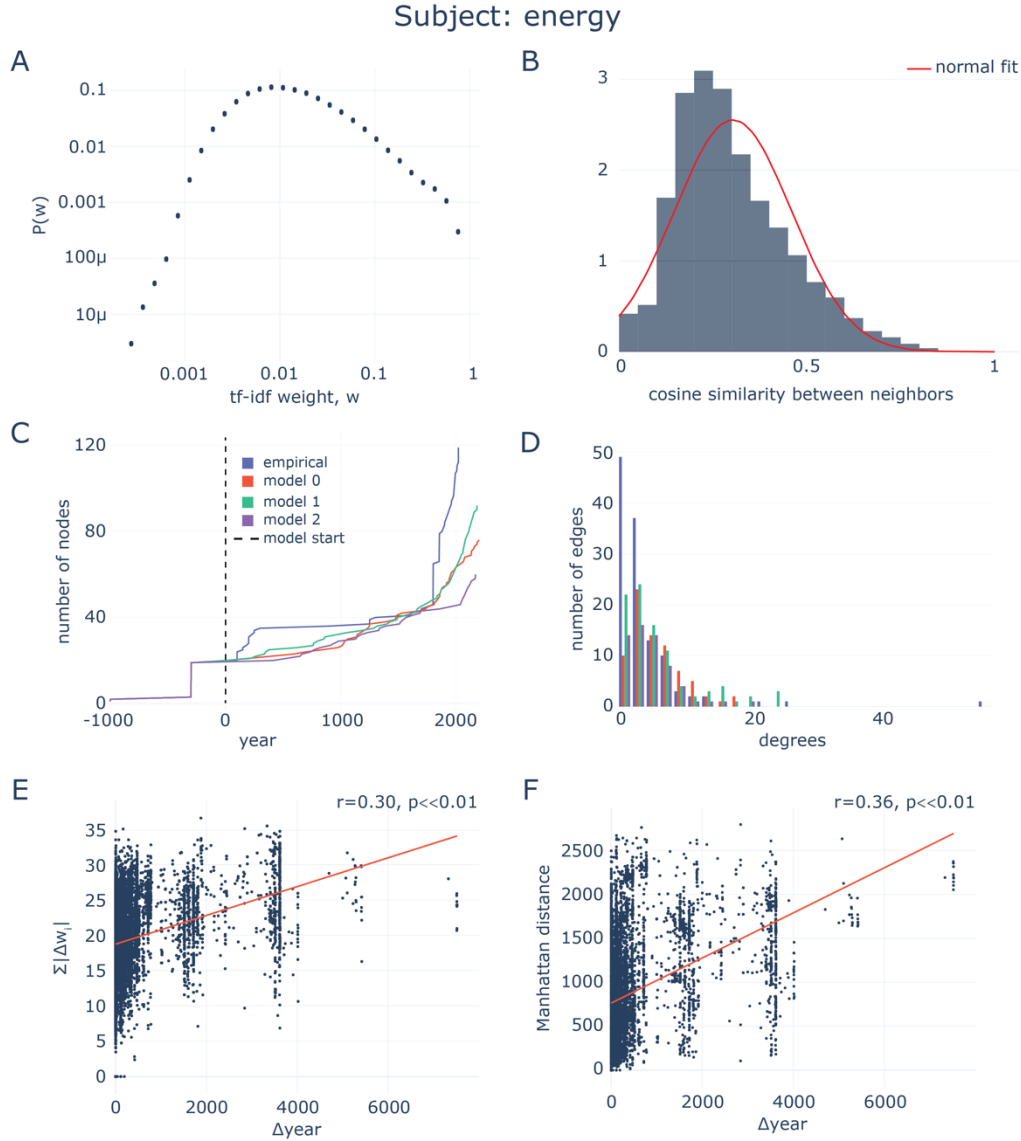 Subject: energy
A
0.1
0.01
0.001
100μ
10μ
P(w)
0.001
0.01
0.1
1
tf-idf weight, w
B
normal fit
3
2
1
0
0
0.5
1
cosine similarity between neighbors
C
120
80
40
0
number of nodes
empirical
model 0
model 1
model 2
model start
-1000
0
1000
2000
year
D
50
40
30
20
10
0
number of edges
0
20
40
degrees
E
r=0.30, p<<0.01
35
30
25
20
15
10
5
0
Σ|Δwᵢ|
0
2000
4000
6000
Δyear
F
r=0.36, p<<0.01
2500
2000
1500
1000
500
0
Manhattan distance
0
2000
4000
6000
Δyear